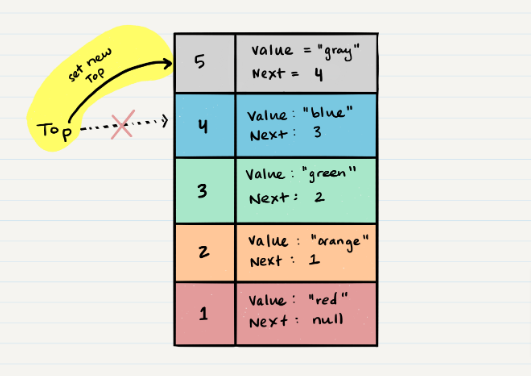 set new
Top
Top
5
value = "gray"
Next = 4
4
Value: "blue"
Next: 3
3
Value: "green"
Next: 2
2
Value: "orange"
Next: 1
1
Value: "red"
Next: null